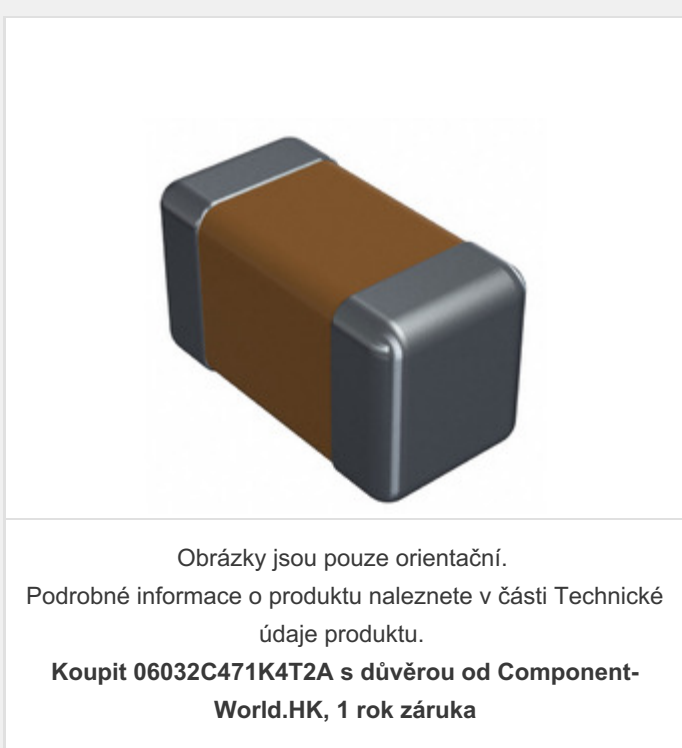 Obrázky jsou pouze orientační.
Podrobné informace o produktu naleznete v části Technické
údaje produktu.
Koupit 06032C471K4T2A s důvěrou od Component-
World.HK, 1 rok záruka